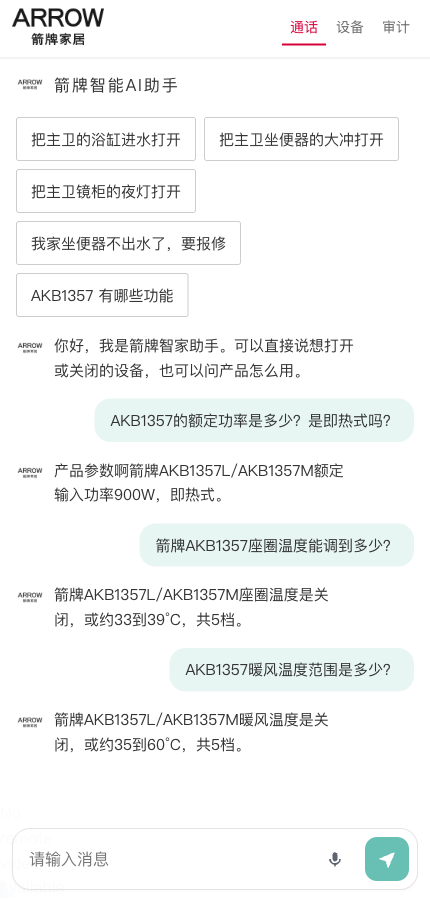 ARROW
箭牌家居
通话 设备 审计
ARROW
箭牌家居
箭牌智能AI助手
把主卫的浴缸进水打开
把主卫坐便器的大冲打开
把主卫镜柜的夜灯打开
我家坐便器不出水了，要报修
AKB1357 有哪些功能
ARROW
箭牌家居
你好，我是箭牌智家助手。可以直接说想打开
或关闭的设备，也可以问产品怎么用。
AKB1357的额定功率是多少？是即热式吗？
ARROW
箭牌家居
产品参数啊箭牌AKB1357L/AKB1357M额定
输入功率900W，即热式。
箭牌AKB1357座圈温度能调到多少？
ARROW
箭牌家居
箭牌AKB1357L/AKB1357M座圈温度是关
闭，或约33到39°C，共5档。
AKB1357暖风温度范围是多少？
ARROW
箭牌家居
箭牌AKB1357L/AKB1357M暖风温度是关
闭，或约35到60°C，共5档。
请输入消息